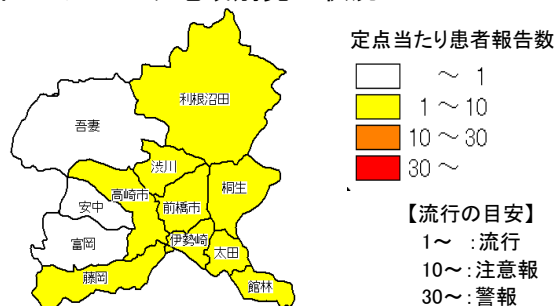 定点当たり患者報告数
～ 1
1 ～ 10
10 ～ 30
30 ～
【流行の目安】
1～ ：流行
10～：注意報
30～：警報
利根沼田
吾妻
渋川
桐生
高崎市
前橋市
安中
伊勢崎
富岡
太田
藤岡
館林